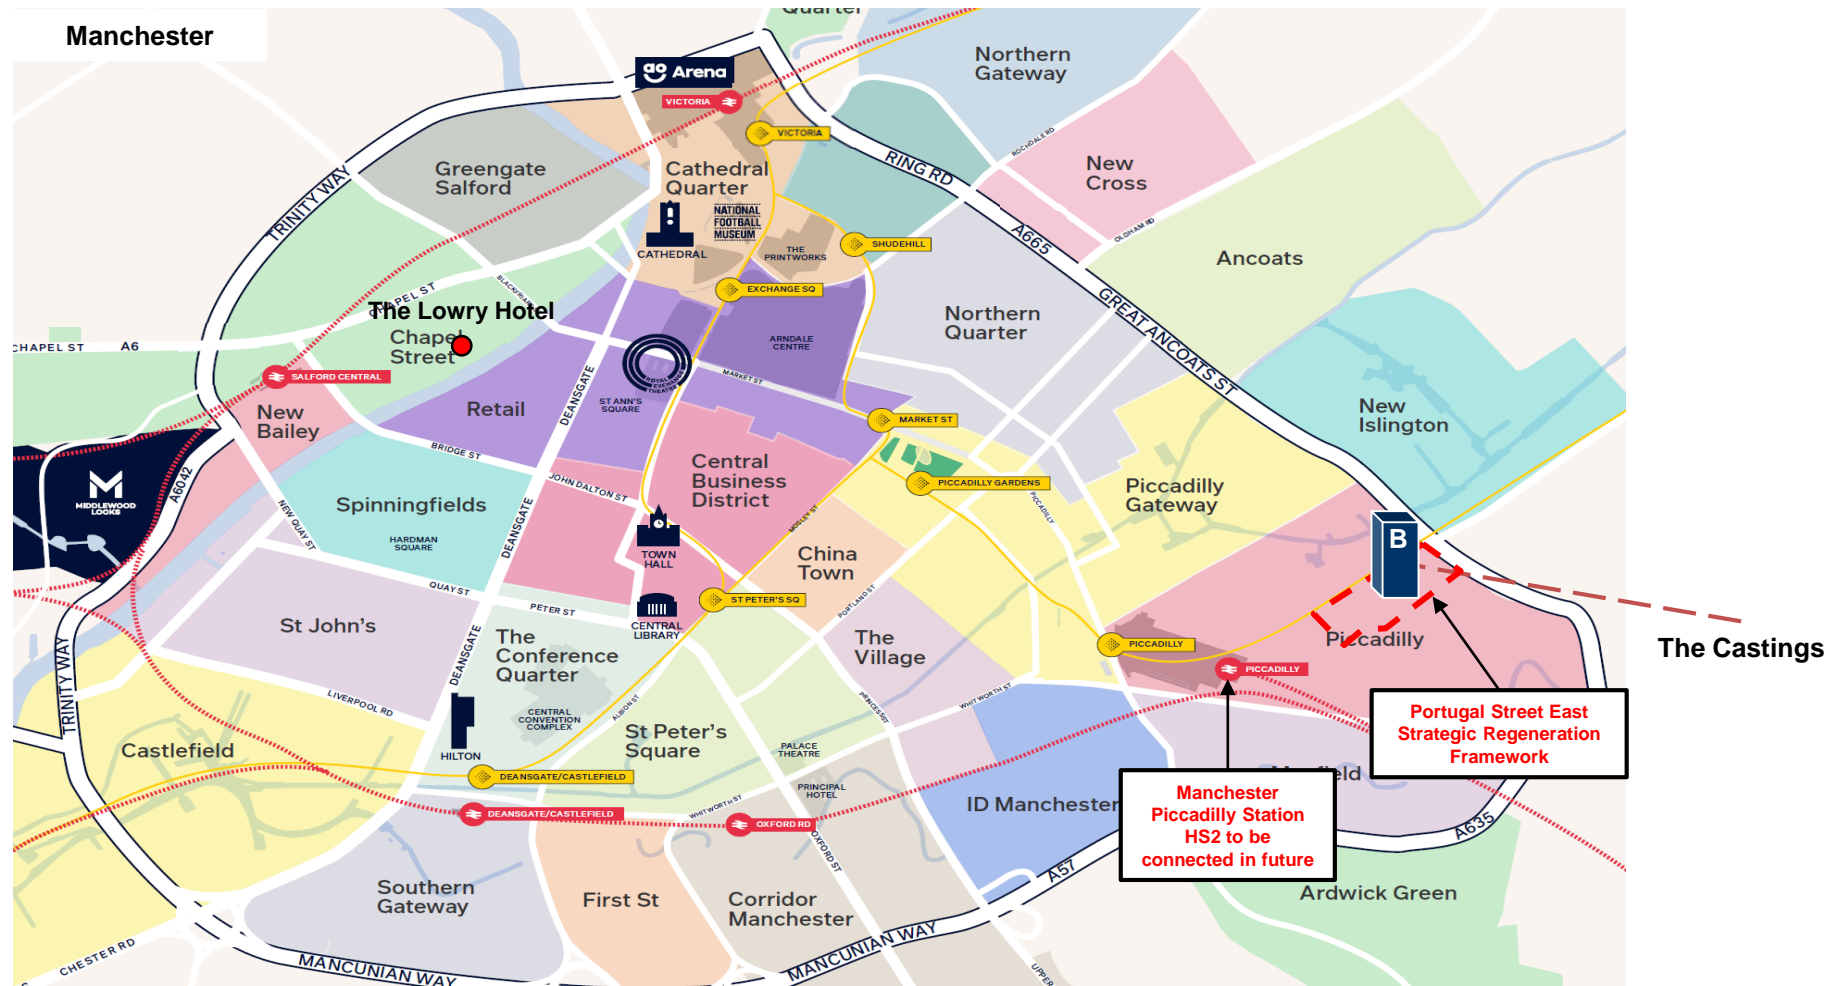 Manchester
Quarter
Northern
Gateway
ao Arena
VICTORIA
VICTORIA
RING RD
ROCHDALE RD
New
Cross
Greengate
Salford
Cathedral
Quarter
TRINITY WAY
NATIONAL
FOOTBALL
MUSEUM
CATHEDRAL
THE
PRINTWORKS
SHUDEHILL
A665
OLDHAM RD
Ancoats
BLACKFRIARS
CHAPEL ST
EXCHANGE SQ
GREAT ANCOATS ST
The Lowry Hotel
Chapel
Street
Northern
Quarter
CHAPEL ST
A6
ARNDALE
CENTRE
ROYAL
EXCHANGE
THEATRE
MARKET ST
SALFORD CENTRAL
DEANSGATE
New
Bailey
Retail
ST ANN'S
SQUARE
MARKET ST
New
Islington
BRIDGE ST
Central
Business
District
PICCADILLY GARDENS
Piccadilly
Gateway
JOHN DALTON ST
A6042
M
MIDDLEWOOD
LOCKS
Spinningfields
NEW QUAY ST
HARDMAN
SQUARE
DEANSGATE
MOSLEY ST
PICCADILLY
TOWN
HALL
China
Town
B
QUAY ST
PETER ST
ST PETER'S SQ
PORTLAND ST
St John's
CENTRAL
LIBRARY
The
Conference
Quarter
The
Village
PICCADILLY
Piccadilly
The Castings
DEANSGATE
TRINITY WAY
PICCADILLY
LIVERPOOL RD
ALBION ST
PRINCESS ST
WHITWORTH ST
CENTRAL
CONVENTION
COMPLEX
St Peter's
Square
Portugal Street East
Strategic Regeneration
Framework
Castlefield
HILTON
PALACE
THEATRE
DEANSGATE/CASTLEFIELD
PRINCIPAL
HOTEL
ID Manchester
Manchester
Piccadilly Station
HS2 to be
connected in future
DEANSGATE/CASTLEFIELD
WHITWORTH ST
OXFORD RD
OXFORD ST
A635
A57
Southern
Gateway
First St
Corridor
Manchester
Ardwick Green
CHESTER RD
MANCUNIAN WAY
MANCUNIAN WAY
UPPER